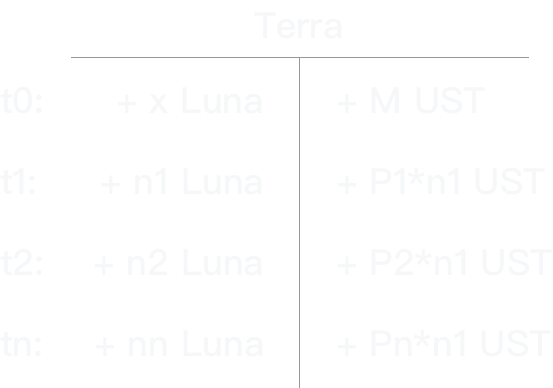 Terra
t0: + x Luna + M UST
t1: + n1 Luna + P1*n1 UST
t2: + n2 Luna + P2*n1 UST
tn: + nn Luna + Pn*n1 UST